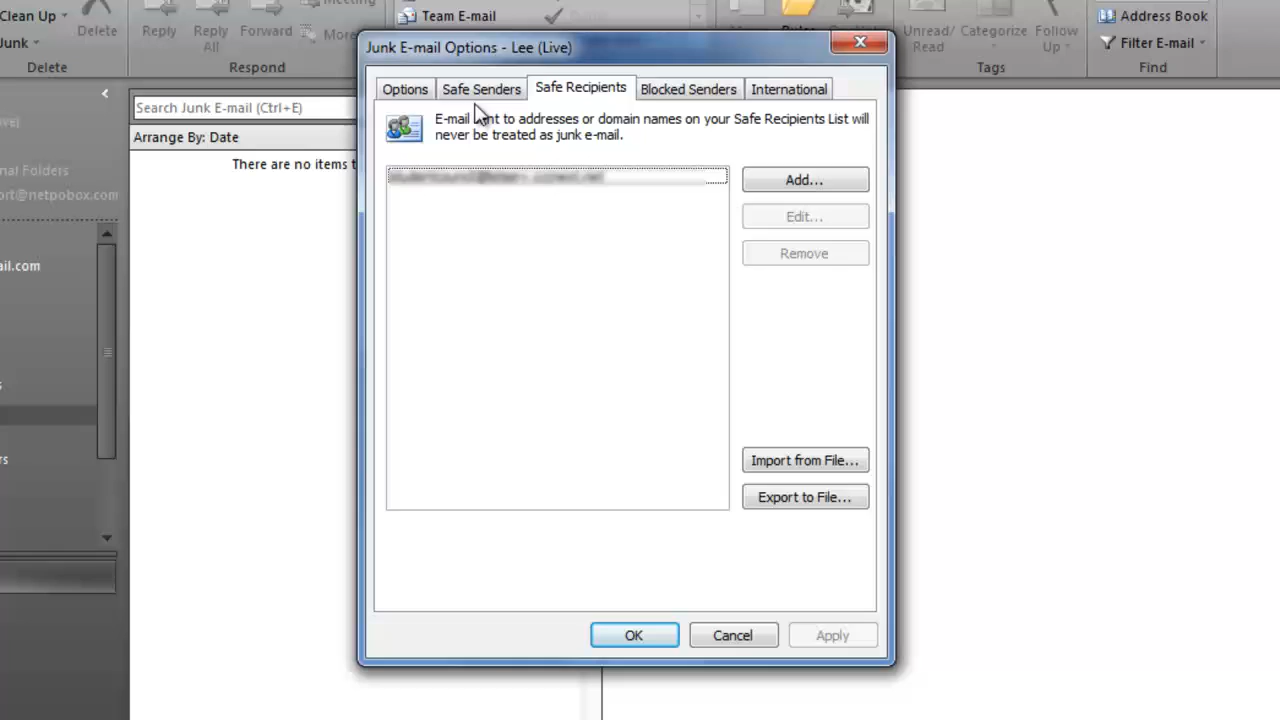 Clean Up
Junk
Delete
Delete
Reply
Reply All
Forward
Meeting
More
Respond
Team E-mail
Unread/ Read
Categorize
Follow Up
Tags
Address Book
Filter E-mail
Find
Junk E-mail Options - Lee (Live)
Options
Safe Senders
Safe Recipients
Blocked Senders
International
Search Junk E-mail (Ctrl+E)
Arrange By: Date
There are no items t
nal Folders
ort@netpobox.com
ail.com
E-mail sent to addresses or domain names on your Safe Recipients List will
never be treated as junk e-mail.
Add...
Edit...
Remove
Import from File...
Export to File...
OK
Cancel
Apply